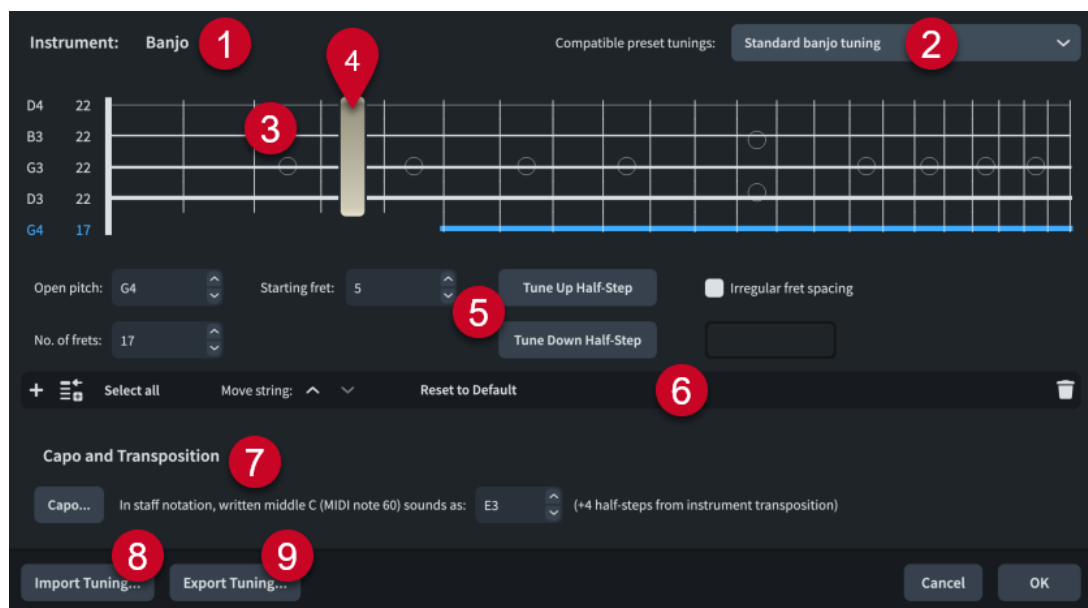 Instrument: Banjo 1 Compatible preset tunings: Standard banjo tuning 2
4
D4 22
3
B3 22
G3 22
D3 22
G4 17
Open pitch: G4 Starting fret: 5 Tune Up Half-Step Irregular fret spacing
5
No. of frets: 17 Tune Down Half-Step
Select all Move string: Reset to Default 6
Capo and Transposition 7
Capo... In staff notation, written middle C (MIDI note 60) sounds as: E3 (+4 half-steps from instrument transposition)
8 9
Import Tuning... Export Tuning... Cancel OK